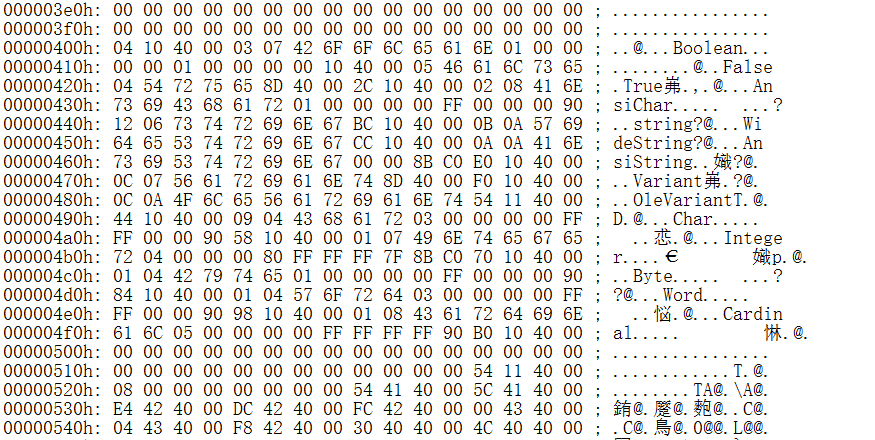 000003e0h: 00 00 00 00 00 00 00 00 00 00 00 00 00 00 00 00 ; ................
000003f0h: 00 00 00 00 00 00 00 00 00 00 00 00 00 00 00 00 ; ................
00000400h: 04 10 40 00 03 07 42 6F 6F 6C 65 61 6E 01 00 00 ; ..@...Boolean...
00000410h: 00 00 01 00 00 00 00 10 40 00 05 46 61 6C 73 65 ; ........@..False
00000420h: 04 54 72 75 65 8D 40 00 2C 10 40 00 02 08 41 6E ; .True岪.,.@...An
00000430h: 73 69 43 68 61 72 01 00 00 00 00 FF 00 00 00 90 ; siChar..... ...?
00000440h: 12 06 73 74 72 69 6E 67 BC 10 40 00 0B 0A 57 69 ; ..string?@...Wi
00000450h: 64 65 53 74 72 69 6E 67 CC 10 40 00 0A 0A 41 6E ; deString?@...An
00000460h: 73 69 53 74 72 69 6E 67 00 00 8B C0 E0 10 40 00 ; siString..嬂?@.
00000470h: 0C 07 56 61 72 69 61 6E 74 8D 40 00 F0 10 40 00 ; ..Variant岪.?@.
00000480h: 0C 0A 4F 6C 65 56 61 72 69 61 6E 74 54 11 40 00 ; ..OleVariantT.@.
00000490h: 44 10 40 00 09 04 43 68 61 72 03 00 00 00 00 FF ; D.@...Char.....
000004a0h: FF 00 00 90 58 10 40 00 01 07 49 6E 74 65 67 65 ; ..怷.@...Intege
000004b0h: 72 04 00 00 00 80 FF FF FF 7F 8B C0 70 10 40 00 ; r....€ 嬂p.@.
000004c0h: 01 04 42 79 74 65 01 00 00 00 00 FF 00 00 00 90 ; ..Byte..... ...?
000004d0h: 84 10 40 00 01 04 57 6F 72 64 03 00 00 00 00 FF ; ?@...Word.....
000004e0h: FF 00 00 90 98 10 40 00 01 08 43 61 72 64 69 6E ; ..悩.@...Cardin
000004f0h: 61 6C 05 00 00 00 00 FF FF FF FF 90 B0 10 40 00 ; al..... 惏.@.
00000500h: 00 00 00 00 00 00 00 00 00 00 00 00 00 00 00 00 ; ................
00000510h: 00 00 00 00 00 00 00 00 00 00 00 00 54 11 40 00 ; ............T.@.
00000520h: 08 00 00 00 00 00 00 00 54 41 40 00 5C 41 40 00 ; ........TA@.\A@.
00000530h: E4 42 40 00 DC 42 40 00 FC 42 40 00 00 43 40 00 ; 銪@.蹷@.麭@..C@.
00000540h: 04 43 40 00 F8 42 40 00 30 40 40 00 4C 40 40 00 ; .C@.鳥@.0@@.L@@.